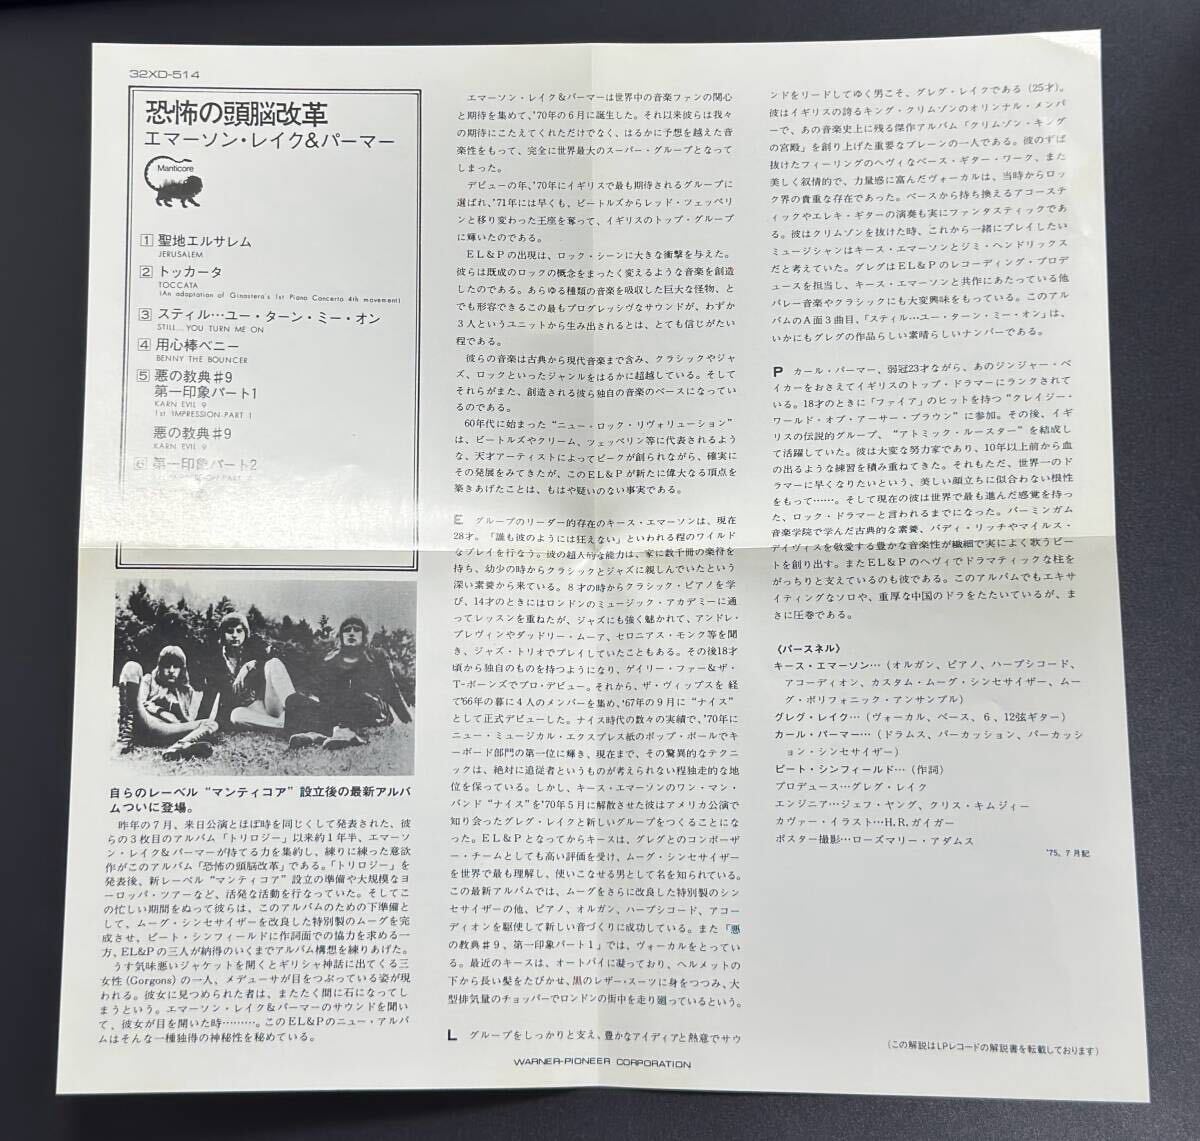 32XD-514
恐怖の頭脳改革
エマーソン・レイク&パーマー
Manticore
1 聖地エルサレム
JERUSALEM
2 トッカータ
TOCCATA
(An adaptation of Ginastera's 1st Piano Concerto 4th movement)
3 スティル…ユー・ターン・ミー・オン
STILL... YOU TURN ME ON
4 用心棒ベニー
BENNY THE BOUNCER
5 悪の教典♯9
第一印象パート1
KARN EVIL 9
1st IMPRESSION-PART 1
悪の教典♯9
KARN EVIL 9
6 第一印象パート2
自らのレーベル “マンティコア” 設立後の最新アルバ
ムついに登場。
昨年の7月、来日公演とほぼ時を同じくして発表された、彼
らの3枚目のアルバム「トリロジー」以来約1年半、エマーソ
ン・レイク&パーマーが持てる力を集約し、練りに練った意欲
作がこのアルバム「恐怖の頭脳改革」である。「トリロジー」を
発表後、新レーベル “マンティコア” 設立の準備や大規模なヨ
ーロッパ・ツアーなど、活発な活動を行なっていた。そしてこ
の忙しい期間をぬって彼らは、このアルバムのための下準備と
して、ムーグ・シンセサイザーを改良した特別製のムーグを完
成させ、ピート・シンフィールドに作詞面での協力を求める一
方、EL&Pの三人が納得のいくまでアルバム構想を練りあげた。
うす気味悪いジャケットを開くとギリシャ神話に出てくる三
女性 (Gorgons) の一人、メデューサが目をつぶっている姿が現
われる。彼女に見つめられた者は、またたく間に石になってし
まうという。エマーソン・レイク&パーマーのサウンドを聞い
て、彼女が目を開いた時………。このEL&Pのニュー・アルバ
ムはそんな一種独得の神秘性を秘めている。
エマーソン・レイク&パーマーは世界中の音楽ファンの関心
と期待を集めて、'70年の6月に誕生した。それ以来彼らは我々
の期待にこたえてくれただけでなく、はるかに予想を越えた音
楽性をもって、完全に世界最大のスーパー・グループとなって
しまった。
デビューの年、'70年にイギリスで最も期待されるグループに
選ばれ、'71年には早くも、ビートルズからレッド・ツェッペリ
ンと移り変わった王座を奪って、イギリスのトップ・グループ
に輝いたのである。
EL&Pの出現は、ロック・シーンに大きな衝撃を与えた。
彼らは既成のロックの概念をまったく変えるような音楽を創造
したのである。あらゆる種類の音楽を吸収した巨大な怪物、と
でも形容できるこの最もプログレッシヴなサウンドが、わずか
3人というユニットから生み出されるとは、とても信じがたい
程である。
彼らの音楽は古典から現代音楽まで含み、クラシックやジャ
ズ、ロックといったジャンルをはるかに超越している。そして
それらがまた、創造される彼ら独自の音楽のベースになってい
るのである。
60年代に始まった “ニュー・ロック・リヴォリューション”
は、ビートルズやクリーム、ツェッペリン等に代表されるよう
な、天才アーティストによってピークが創られながら、確実に
その発展をみてきたが、このEL&Pが新たに偉大なる頂点を
築きあげたことは、もはや疑いのない事実である。
E グループのリーダー的存在のキース・エマーソンは、現在
28才。「誰も彼のようには狂えない」といわれる程のワイルド
なプレイを行なう。彼の超人的な能力は、家に数千冊の楽符を
持ち、幼少の時からクラシックとジャズに親しんでいたという
深い素養から来ている。8才の時からクラシック・ピアノを学
び、14才のときにはロンドンのミュージック・アカデミーに通
ってレッスンを重ねたが、ジャズにも強く魅かれて、アンドレ・
プレヴィンやダッドリー・ムーア、セロニアス・モンク等を聞
き、ジャズ・トリオでプレイしていたこともある。その後18才
頃から独自のものを持つようになり、ゲイリー・ファー&ザ・
T-ボーンズでプロ・デビュー。それから、ザ・ヴィップスを経
て'66年の暮に4人のメンバーを集め、'67年の9月に “ナイス”
として正式デビューした。ナイス時代の数々の実績で、'70年に
ニュー・ミュージカル・エクスプレス紙のポップ・ポールでキ
ーボード部門の第一位に輝き、現在まで、その驚異的なテクニ
ックは、絶対に追従者というものが考えられない程独走的な地
位を保っている。しかし、キース・エマーソンのワン・マン・
バンド “ナイス” を'70年5月に解散させた彼はアメリカ公演で
知り合ったグレグ・レイクと新しいグループをつくることにな
った。EL&Pとなってからキースは、グレグとのコンポーザ
ー・チームとしても高い評価を受け、ムーグ・シンセサイザー
を世界で最も理解し、使いこなせる男として名を知られている。
この最新アルバムでは、ムーグをさらに改良した特別製のシン
セサイザーの他、ピアノ、オルガン、ハープシコード、アコー
ディオンを駆使して新しい音づくりに成功している。また「悪
の教典♯9、第一印象パート1」では、ヴォーカルをとってい
る。最近のキースは、オートバイに凝っており、ヘルメットの
下から長い髪をたびかせ、黒のレザー・スーツに身をつつみ、大
型排気量のチョッパーでロンドンの街中を走り廻っているという。
L グループをしっかりと支え、豊かなアイディアと熱意でサウ
ンドをリードしてゆく男こそ、グレグ・レイクである (25才)。
彼はイギリスの誇るキング・クリムゾンのオリジナル・メンバ
ーで、あの音楽史上に残る傑作アルバム「クリムゾン・キング
の宮殿」を創り上げた重要なブレーンの一人である。彼のずば
抜けたフィーリングのヘヴィなベース・ギター・ワーク、また
美しく叙情的で、力量感に富んだヴォーカルは、当時からロッ
ク界の貴重な存在であった。ベースから持ち換えるアコーステ
ィックやエレキ・ギターの演奏も実にファンタスティックであ
る。彼はクリムゾンを抜けた時、これから一緒にプレイしたい
ミュージシャンはキース・エマーソンとジミ・ヘンドリックス
だと考えていた。グレグはEL&Pのレコーディング・プロデ
ュースを担当し、キース・エマーソンと共作にあたっている他
バレー音楽やクラシックにも大変興味をもっている。このアル
バムのA面3曲目、「スティル…ユー・ターン・ミー・オン」は、
いかにもグレグの作品らしい素晴らしいナンバーである。
P カール・パーマー、弱冠23才ながら、あのジンジャー・ベ
イカーをおさえてイギリスのトップ・ドラマーにランクされて
いる。18才のときに「ファイア」のヒットを持つ “クレイジー・
ワールド・オブ・アーサー・ブラウン” に参加。その後、イギ
リスの伝説的グループ、“アトミック・ルースター” を結成し
て活躍していた。彼は大変な努力家であり、10年以上前から血
の出るような練習を積み重ねてきた。それもただ、世界一のド
ラマーに早くなりたいという、美しい顔立ちに似合わない根性
をもって……。そして現在の彼は世界で最も進んだ感覚を持っ
た、ロック・ドラマーと言われるまでになった。バーミンガム
音楽学院で学んだ古典的な素養、バディ・リッチやマイルス・
デイヴィスを敬愛する豊かな音楽性が繊細で実によく歌うビー
トを創り出す。またEL&Pのヘヴィでドラマティックな柱を
がっちりと支えているのも彼である。このアルバムでもエキサ
イティングなソロや、重厚な中国のドラをたたいているが、ま
さに圧巻である。
〈パースネル〉
キース・エマーソン…(オルガン、ピアノ、ハープシコード、
アコーディオン、カスタム・ムーグ・シンセサイザー、ムー
グ・ポリフォニック・アンサンブル)
グレグ・レイク…(ヴォーカル、ベース、6、12弦ギター)
カール・パーマー…(ドラムス、パーカッション、パーカッシ
ョン・シンセサイザー)
ピート・シンフィールド…(作詞)
プロデュース…グレグ・レイク
エンジニア…ジェフ・ヤング、クリス・キムジィー
カヴァー・イラスト…H.R.ガイガー
ポスター撮影…ローズマリー・アダムス
'75。7月記
(この解説はLPレコードの解説書を転載しております)
WARNER-PIONEER CORPORATION